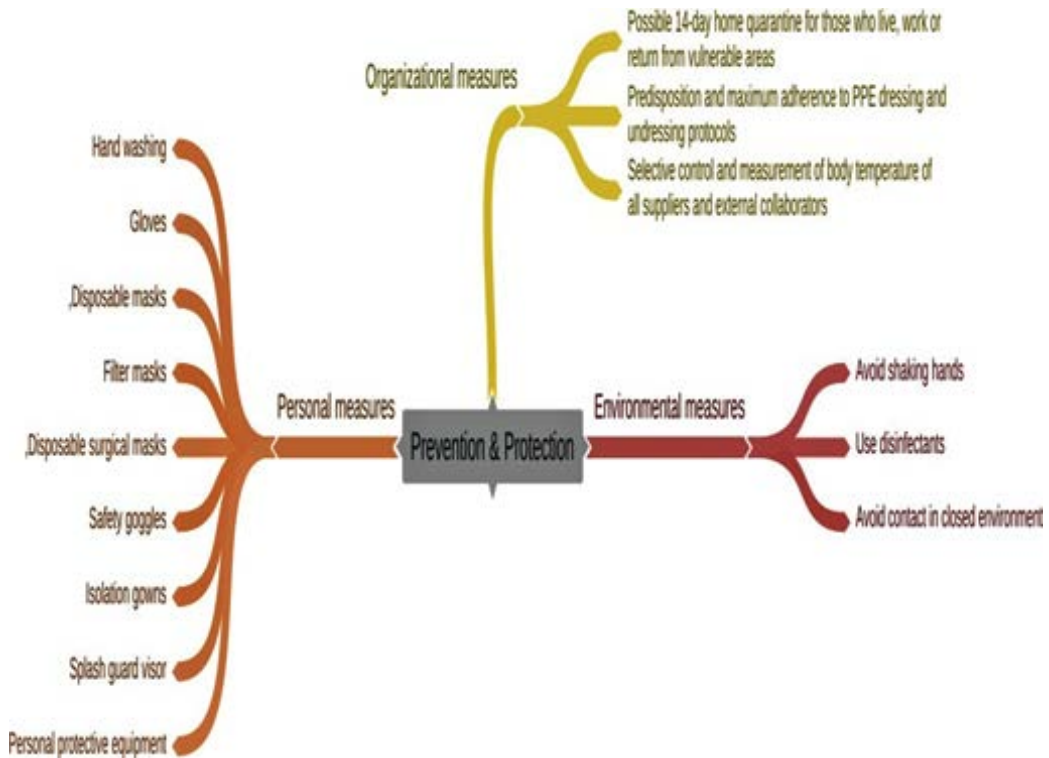 Possible 14-day home quarantine for those who live, work or
return from vulnerable areas
Organizational measures
Predisposition and maximum adherence to PPE dressing and
undressing protocols
Selective control and measurement of body temperature of
all suppliers and external collaborators
Hand washing
Gloves
,Disposable masks
Filter masks
,Disposable surgical masks
Safety goggles
Isolation gowns
Splash guard visor
Personal protective equipment
Personal measures
Prevention & Protection
Environmental measures
Avoid shaking hands
Use disinfectants
Avoid contact in closed environment